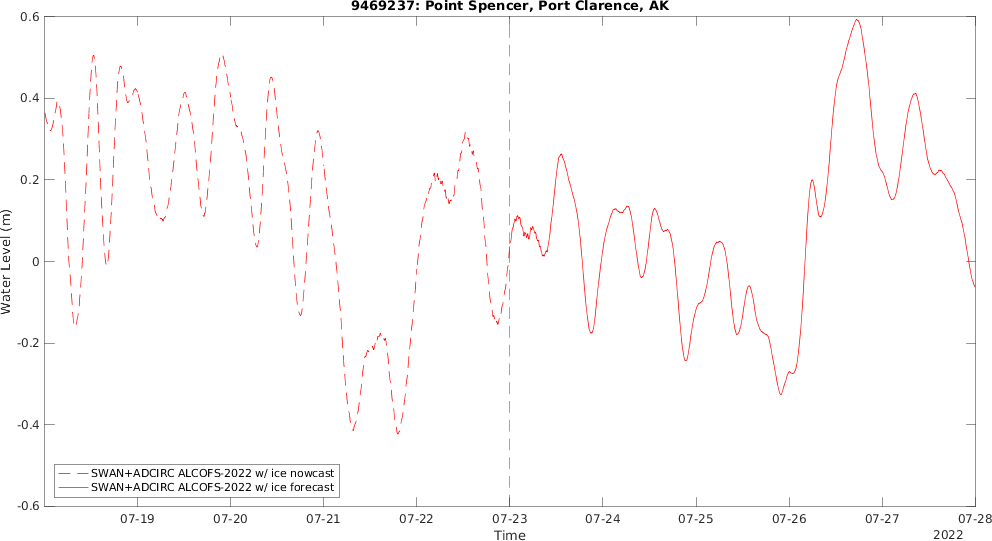 9469237: Point Spencer, Port Clarence, AK
0.6
0.4
0.2
0
-0.2
-0.4
-0.6
Water Level (m)
SWAN+ADCIRC ALCOFS-2022 w/ ice nowcast
SWAN+ADCIRC ALCOFS-2022 w/ ice forecast
07-19 07-20 07-21 07-22 07-23 07-24 07-25 07-26 07-27 07-28
Time
2022